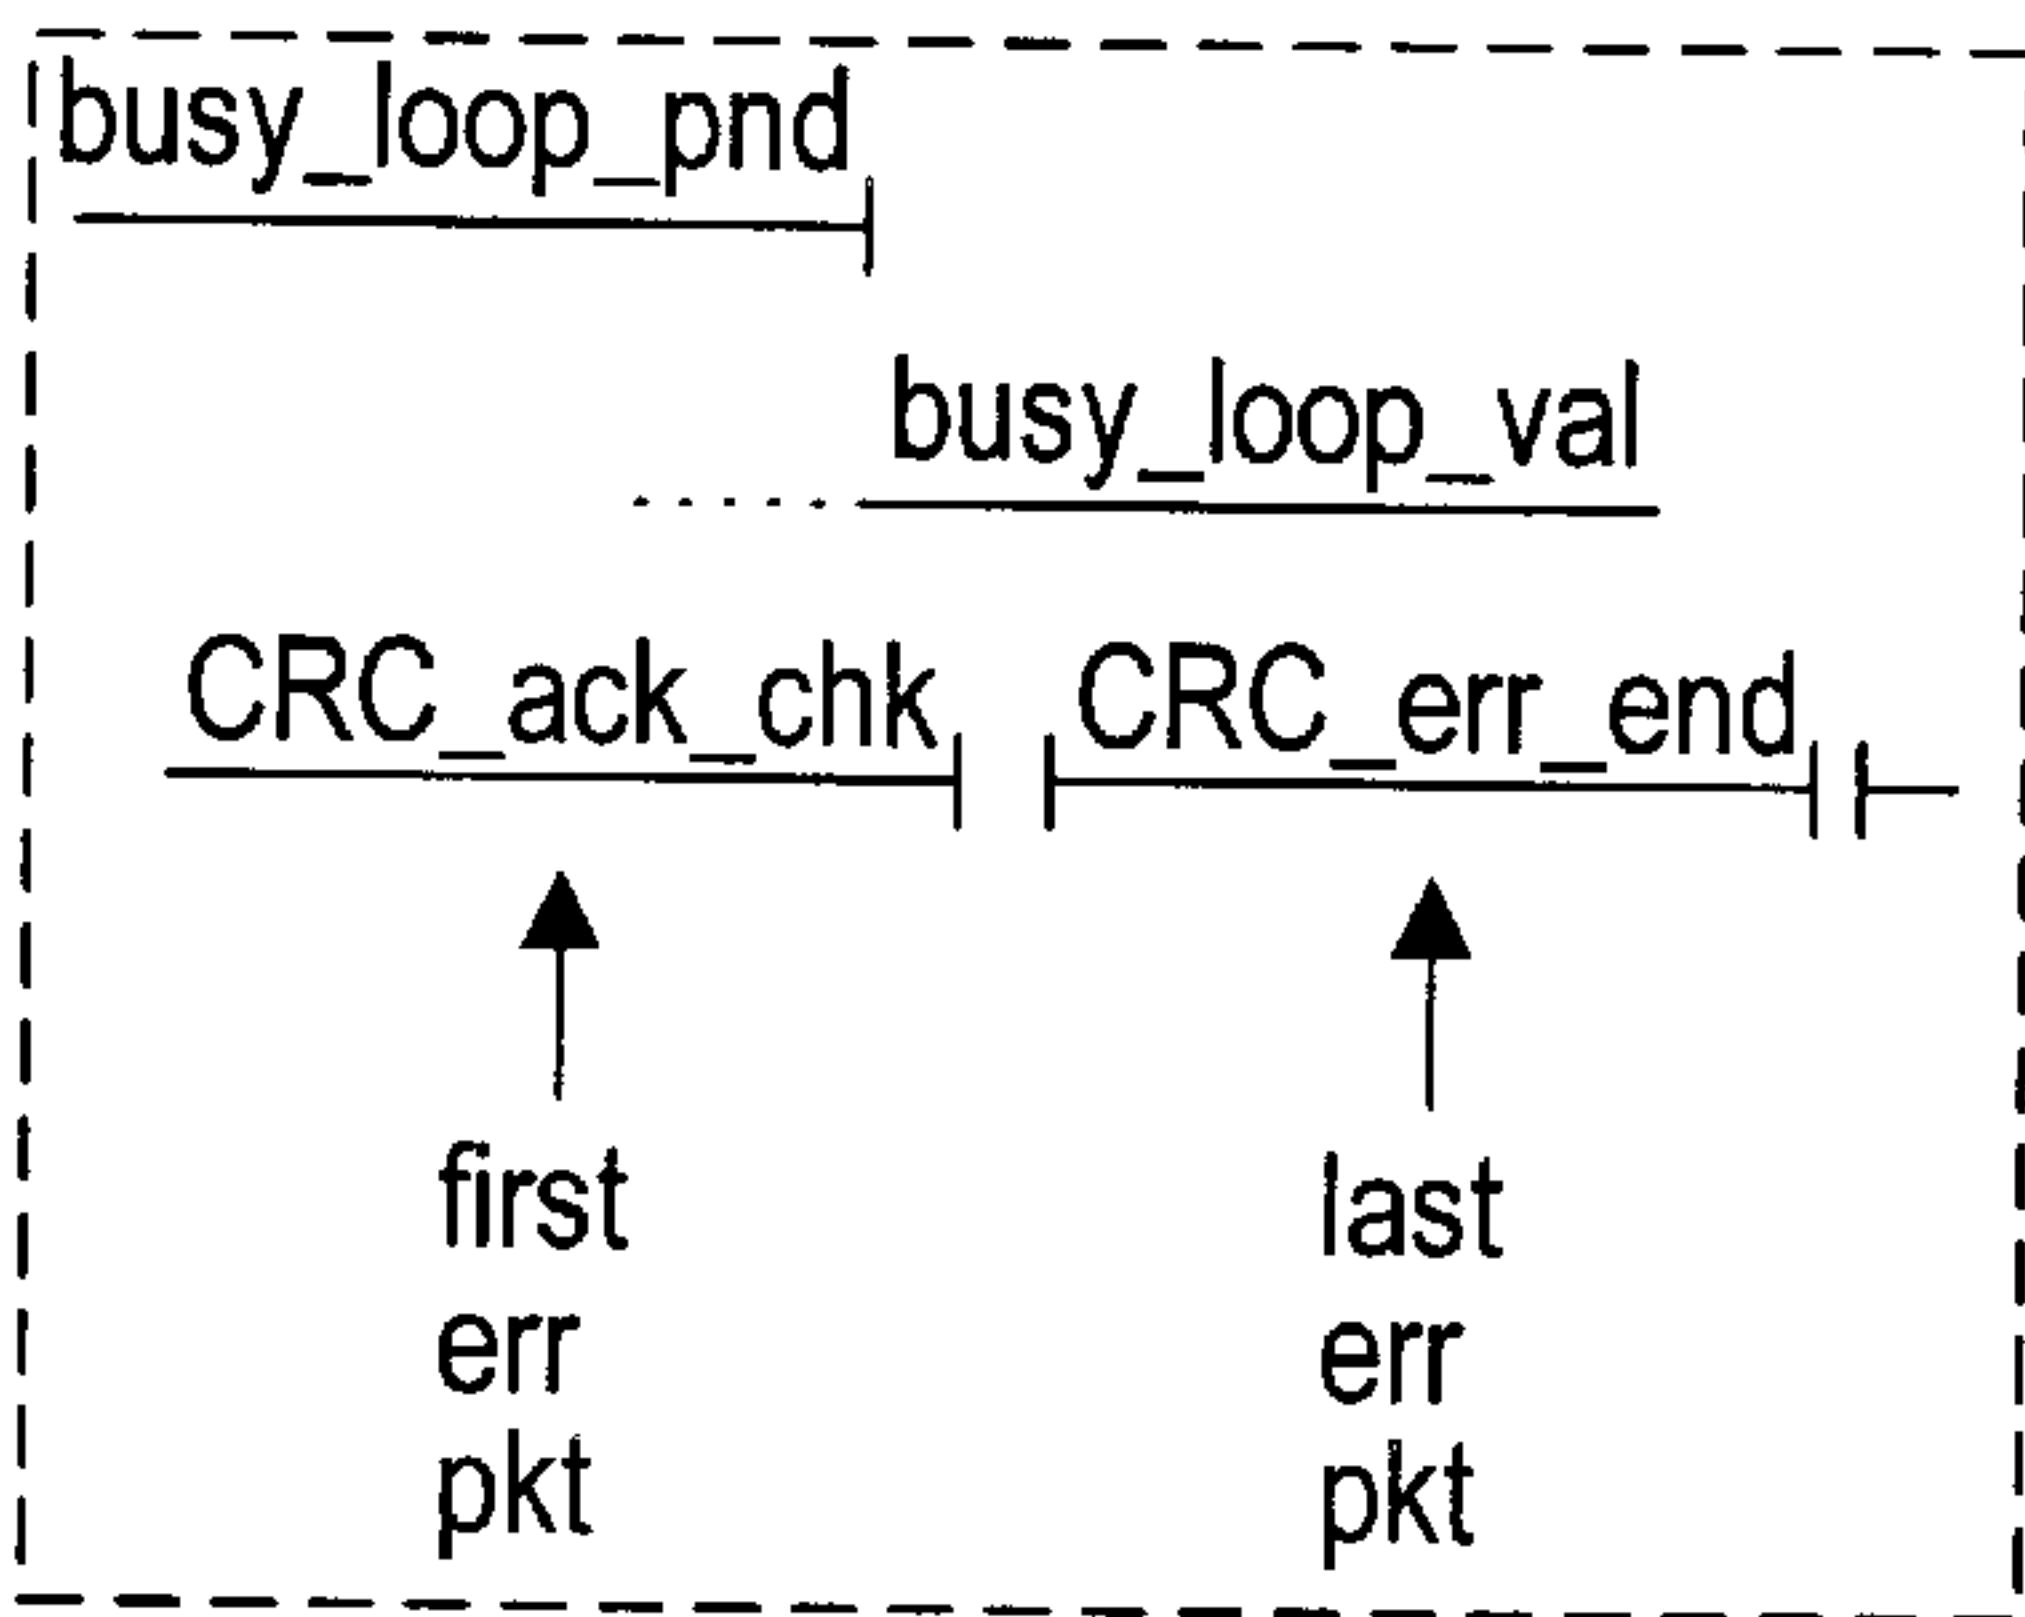 busy_loop_pnd
busy_loop_val
CRC_ack_chk CRC_err_end
first
err
pkt
last
err
pkt